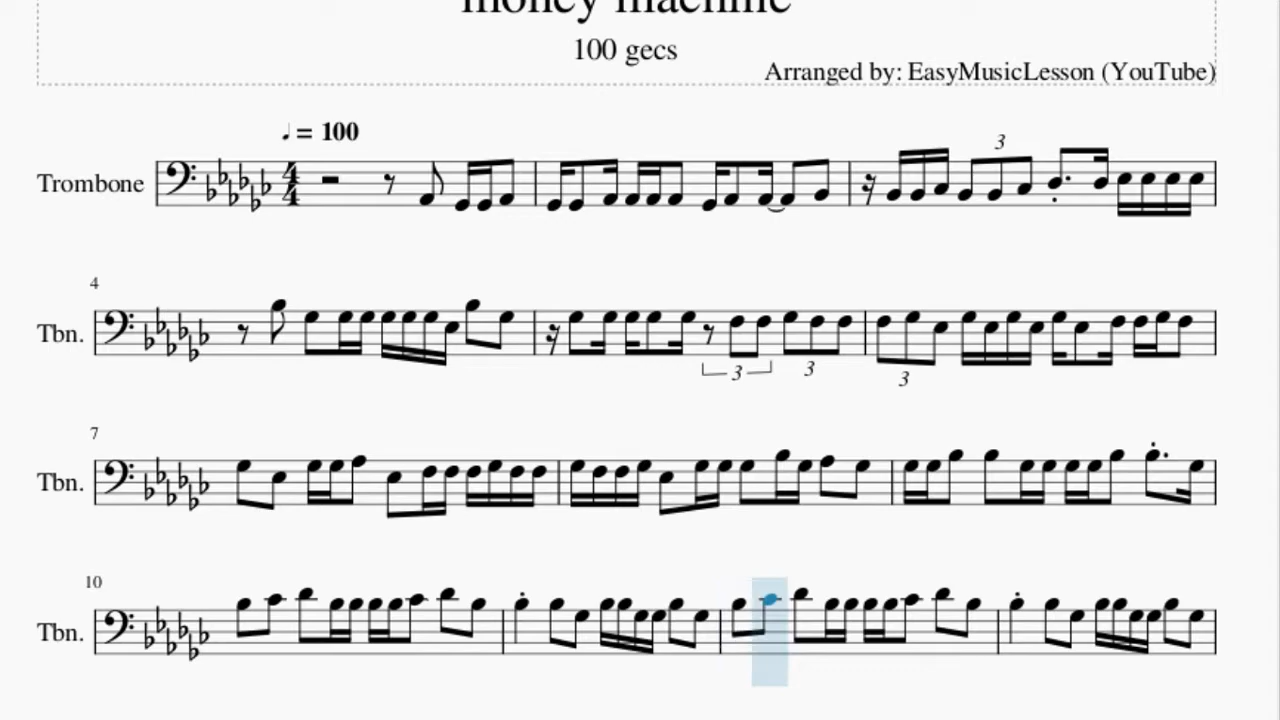 money machine
100 gecs
Arranged by: EasyMusicLesson (YouTube)
♩ = 100
3
Trombone
4
4
4
Tbn.
3
3
3
7
Tbn.
10
Tbn.